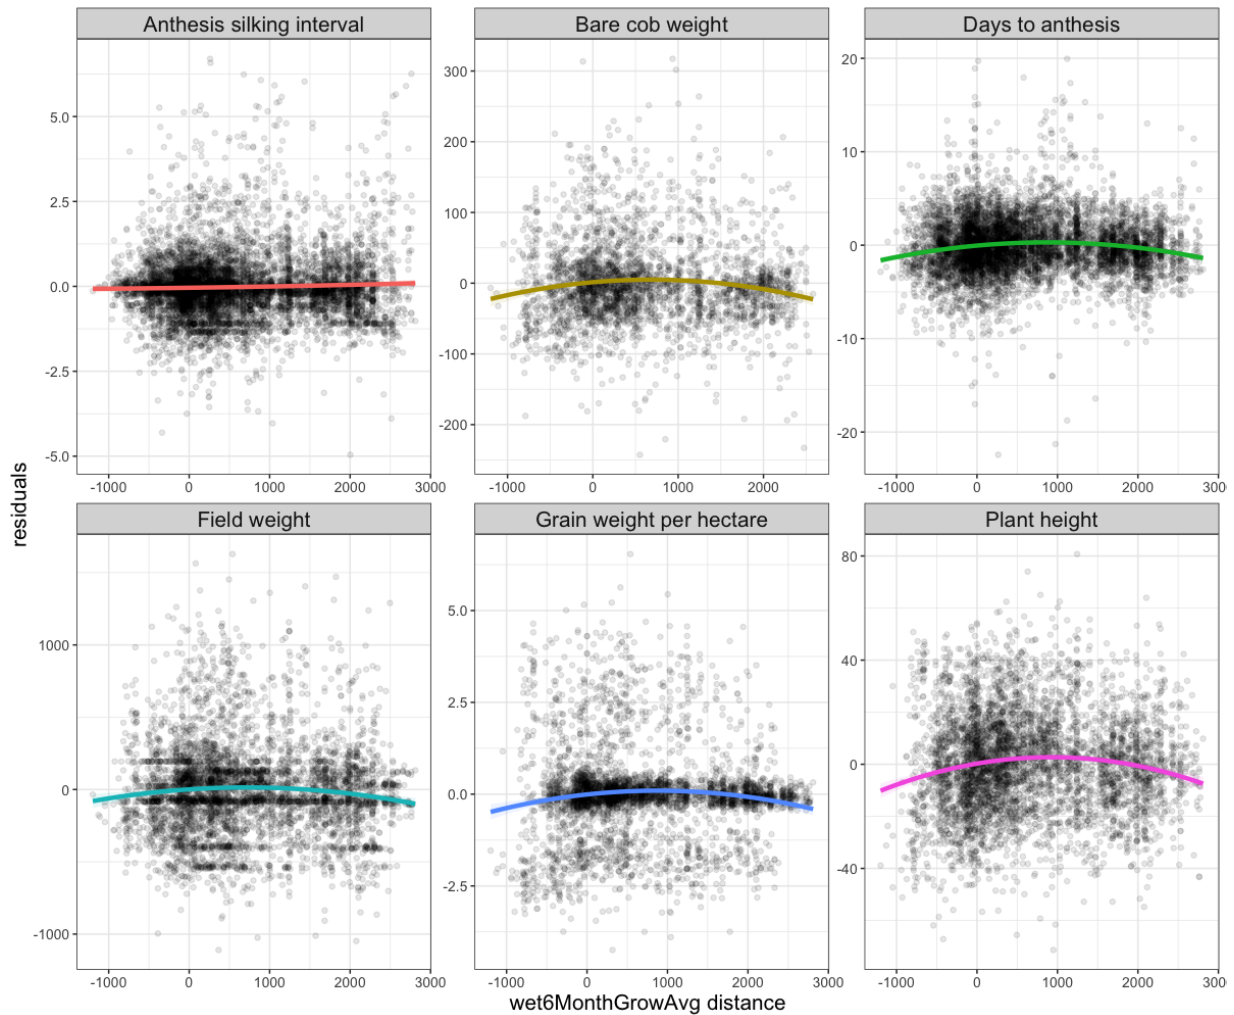 Anthesis silking interval
Bare cob weight
Days to anthesis
5.0
2.5
0.0
-2.5
-5.0
300
200
100
0
-100
-200
20
10
0
-10
-20
-1000 0 1000 2000 3000
-1000 0 1000 2000
-1000 0 1000 2000 300
residuals
Field weight
Grain weight per hectare
Plant height
1000
0
-1000
5.0
2.5
0.0
-2.5
80
40
0
-40
-1000 0 1000 2000 3000
-1000 0 1000 2000 3000
-1000 0 1000 2000 300
wet6MonthGrowAvg distance